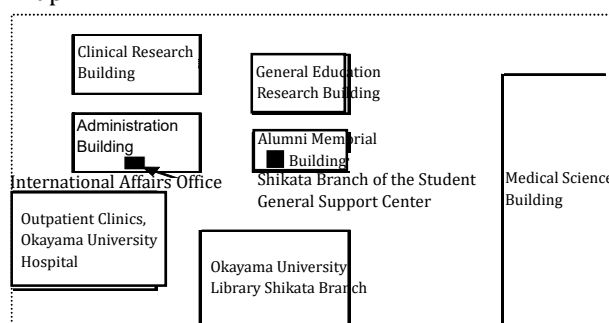 Clinical Research
Building
General Education
Research Building
Administration
Building
Alumni Memorial
Building
International Affairs Office
Shikata Branch of the Student
General Support Center
Medical Science
Building
Outpatient Clinics,
Okayama University
Hospital
Okayama University
Library Shikata Branch